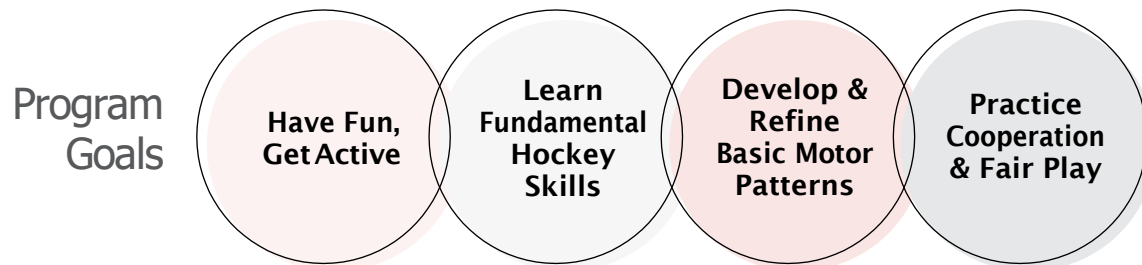 Program
Goals
Have Fun,
Get Active
Learn
Fundamental
Hockey
Skills
Develop &
Refine
Basic Motor
Patterns
Practice
Cooperation
& Fair Play